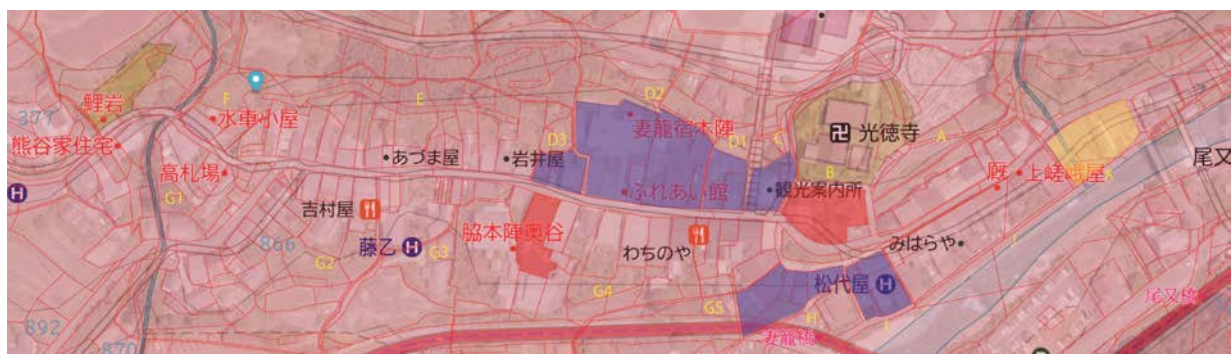 377
鯉岩
熊谷家住宅
H
F
水車小屋
高札場
G1
E
あづま屋
岩井屋
D3
D2
妻籠宿本陣
D1
C
ふれあい館
観光案内所
卍 光徳寺
A
B
厩
上嵯峨屋
K
尾又
吉村屋
866
G2
藤乙 H
G3
脇本陣奥谷
G4
わちのや
G5
みはらや
J
松代屋 H
H
I
妻籠橋
尾又橋
892
870